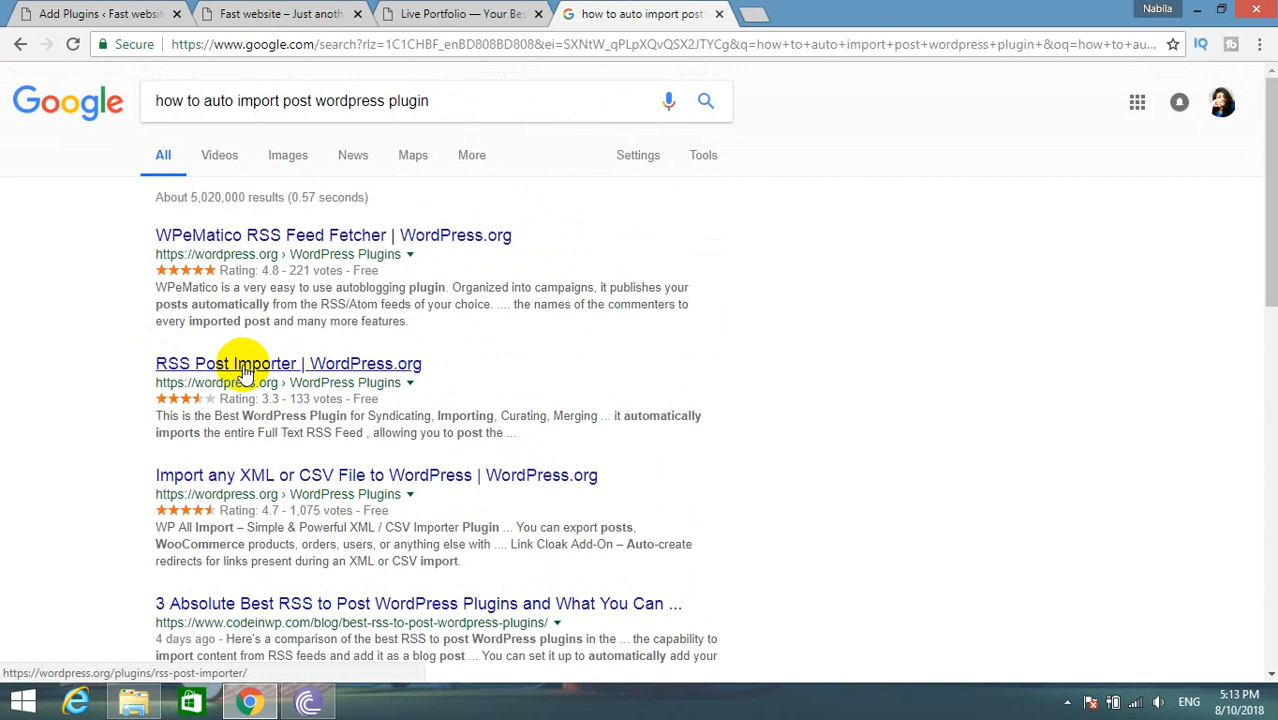 Add Plugins ‹ Fast website
Fast website – Just anoth
Live Portfolio — Your Bes
how to auto import post
Nabila
Secure
https://www.google.com/search?rlz=1C1CHBF_enBD808BD808&ei=SXNtW_qPLpXQvQSX2JTYCg&q=how+to+auto+import+post+wordpress+plugin+&oq=how+to+au...
Google
how to auto import post wordpress plugin
All Videos Images News Maps More Settings Tools
About 5,020,000 results (0.57 seconds)
WPeMatico RSS Feed Fetcher | WordPress.org
https://wordpress.org › WordPress Plugins
Rating: 4.8 - 221 votes - Free
WPeMatico is a very easy to use autoblogging plugin. Organized into campaigns, it publishes your
posts automatically from the RSS/Atom feeds of your choice. .... the names of the commenters to
every imported post and many more features.
RSS Post Importer | WordPress.org
https://wordpress.org › WordPress Plugins
Rating: 3.3 - 133 votes - Free
This is the Best WordPress Plugin for Syndicating, Importing, Curating, Merging ... it automatically
imports the entire Full Text RSS Feed , allowing you to post the ...
Import any XML or CSV File to WordPress | WordPress.org
https://wordpress.org › WordPress Plugins
Rating: 4.7 - 1,075 votes - Free
WP All Import – Simple & Powerful XML / CSV Importer Plugin ... You can export posts,
WooCommerce products, orders, users, or anything else with .... Link Cloak Add-On – Auto-create
redirects for links present during an XML or CSV import.
3 Absolute Best RSS to Post WordPress Plugins and What You Can ...
https://www.codeinwp.com/blog/best-rss-to-post-wordpress-plugins/
4 days ago - Here's a comparison of the best RSS to post WordPress plugins in the ... the capability to
import content from RSS feeds and add it as a blog post ... You can set it up to automatically add your
https://wordpress.org/plugins/rss-post-importer/
ENG
5:13 PM
8/10/2018